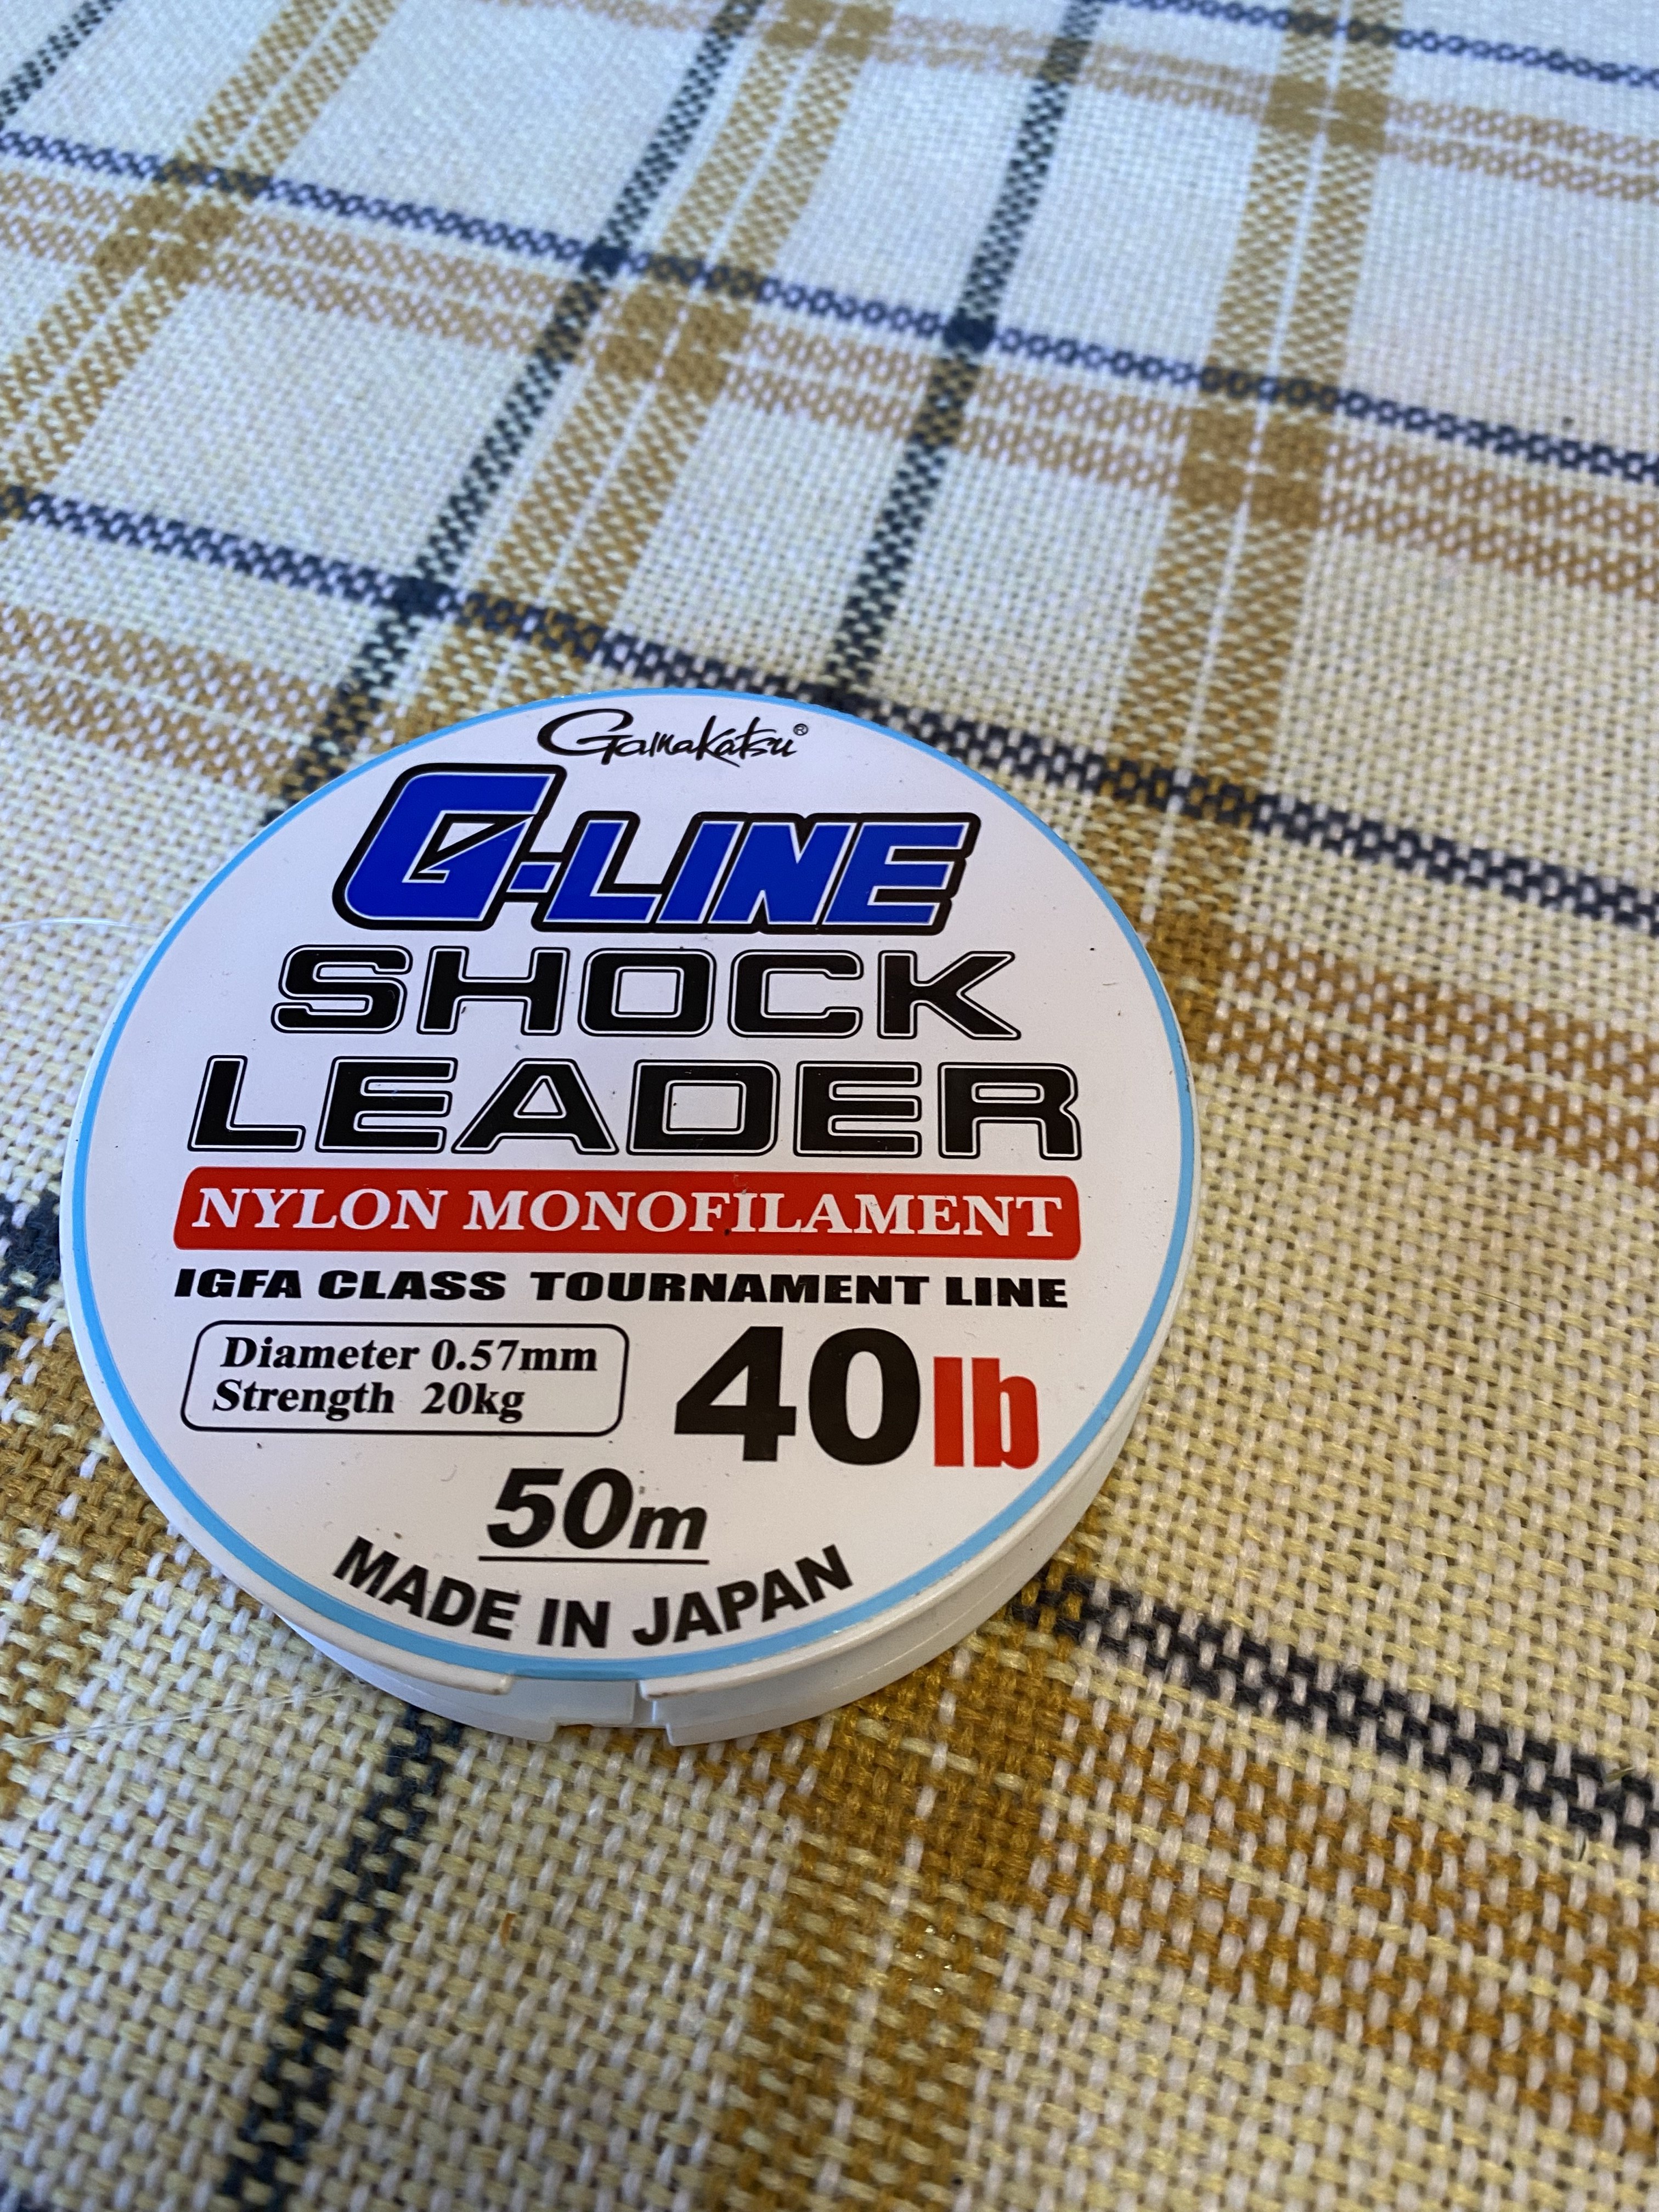 Gamakatsu®
G-LINE
SHOCK
LEADER
NYLON MONOFILAMENT
IGFA CLASS TOURNAMENT LINE
Diameter 0.57mm
Strength 20kg
40lb
50m
MADE IN JAPAN